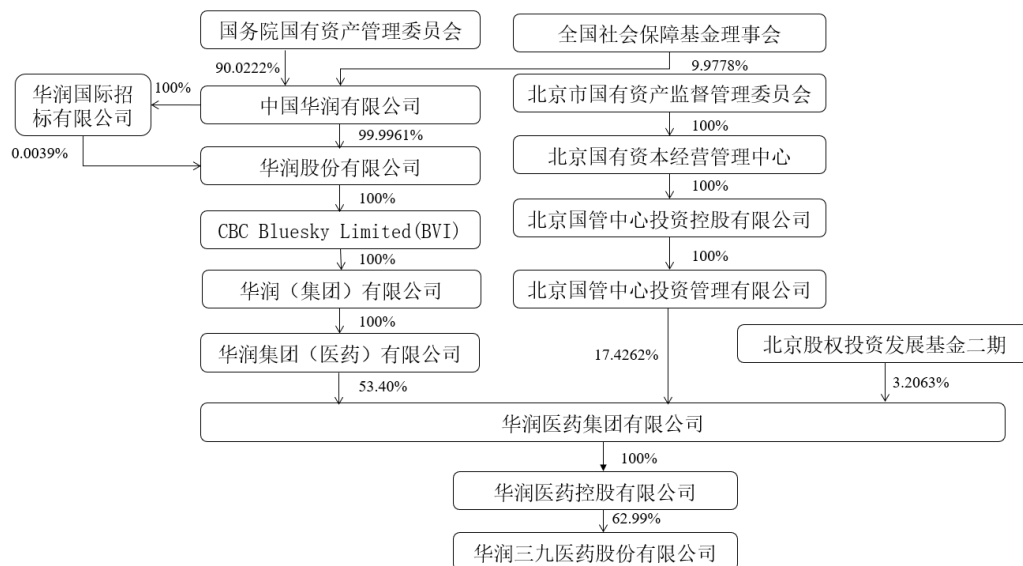 国务院国有资产管理委员会
全国社会保障基金理事会
90.0222%
9.9778%
华润国际招
标有限公司
100%
中国华润有限公司
北京市国有资产监督管理委员会
99.9961%
100%
0.0039%
华润股份有限公司
北京国有资本经营管理中心
100%
100%
CBC Bluesky Limited(BVI)
北京国管中心投资控股有限公司
100%
100%
华润（集团）有限公司
北京国管中心投资管理有限公司
100%
华润集团（医药）有限公司
17.4262%
北京股权投资发展基金二期
53.40%
3.2063%
华润医药集团有限公司
100%
华润医药控股有限公司
62.99%
华润三九医药股份有限公司